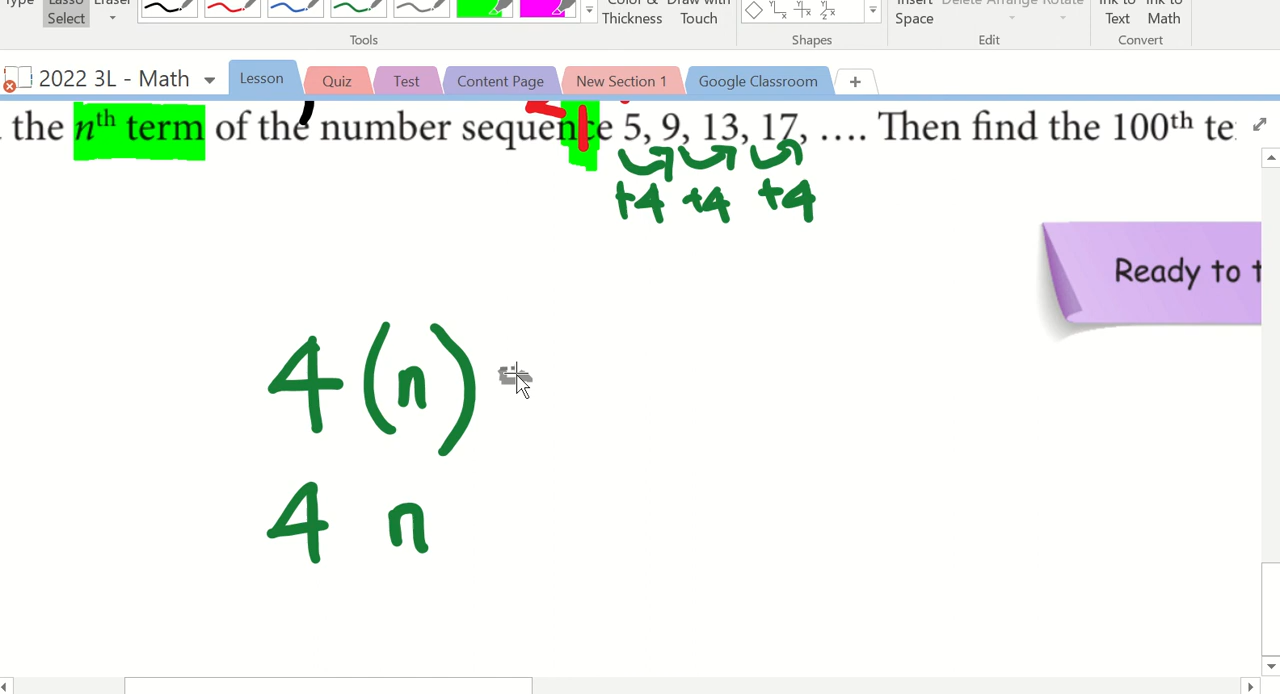 Lasso Select
Color & Thickness
Draw with Touch
Insert Space
Delete Arrange Rotate
Ink to Text
Ink to Math
Tools
Shapes
Edit
Convert
2022 3L - Math
Lesson
Quiz
Test
Content Page
New Section 1
Google Classroom
+
the nᵗʰ term of the number sequence 5, 9, 13, 17, .... Then find the 100ᵗʰ te
+4 +4 +4
Ready to t
4 (n)
4 n